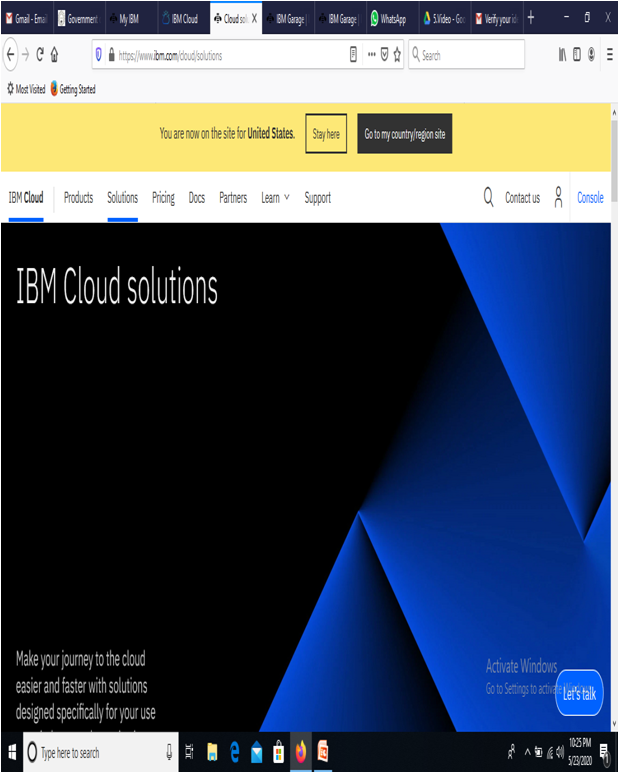 Gmail - Email
Government
My IBM
IBM Cloud
Cloud sol
IBM Garage
IBM Garage
WhatsApp
S.Video - Goo
Verify your id
https://www.ibm.com/cloud/solutions
Search
Most Visited
Getting Started
You are now on the site for United States.
Stay here
Go to my country/region site
IBM Cloud
Products
Solutions
Pricing
Docs
Partners
Learn
Support
Contact us
Console
IBM Cloud solutions
Make your journey to the cloud
easier and faster with solutions
designed specifically for your use
Activate Windows
Go to Settings to activate
Let's talk
Type here to search
10:25 PM
5/23/2020
1